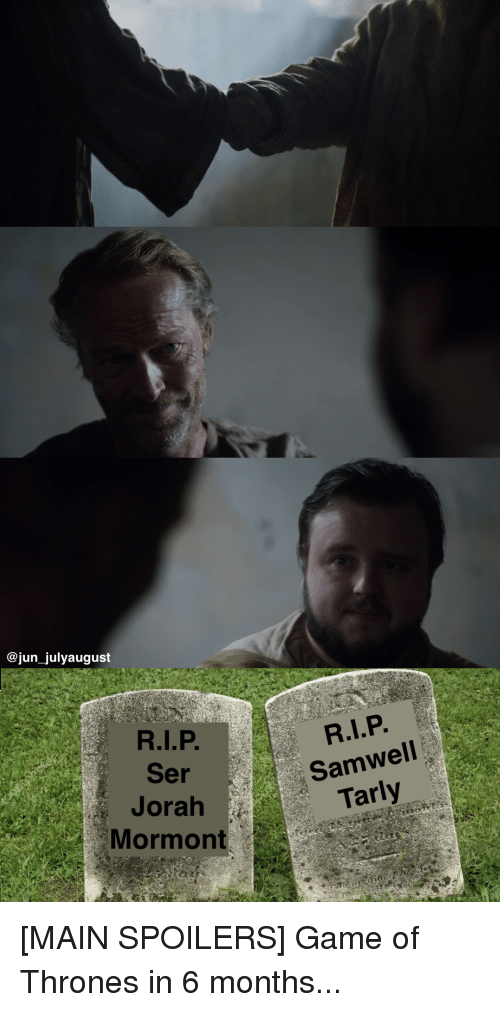 @jun_julyaugust
R.I.P.
Ser
Jorah
Mormont
R.I.P.
Samwell
Tarly
[MAIN SPOILERS] Game of
Thrones in 6 months...